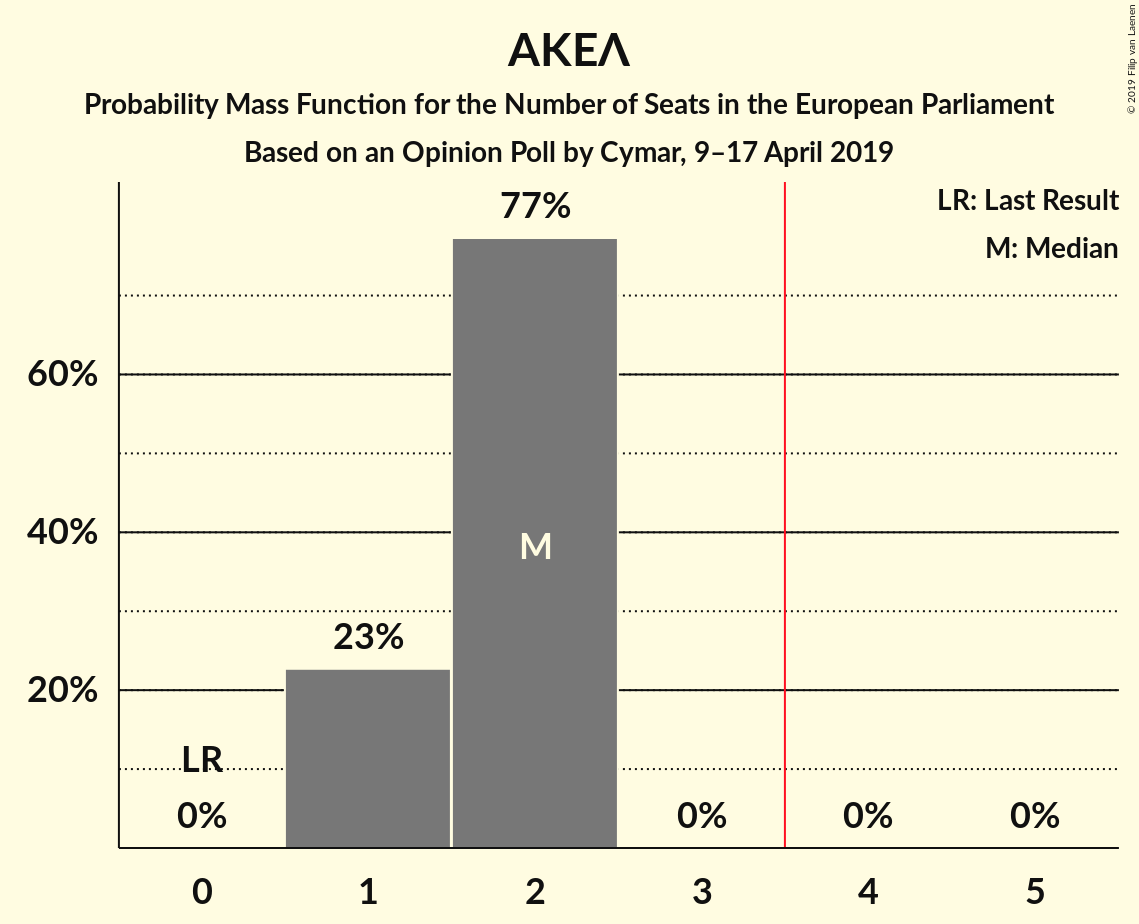 ΑΚΕΛ
Probability Mass Function for the Number of Seats in the European Parliament
Based on an Opinion Poll by Cymar, 9–17 April 2019
© 2019 Filip van Laenen
LR: Last Result
M: Median
77%
60%
40%
M
23%
20%
LR
0%
0%
0%
0%
0
1
2
3
4
5